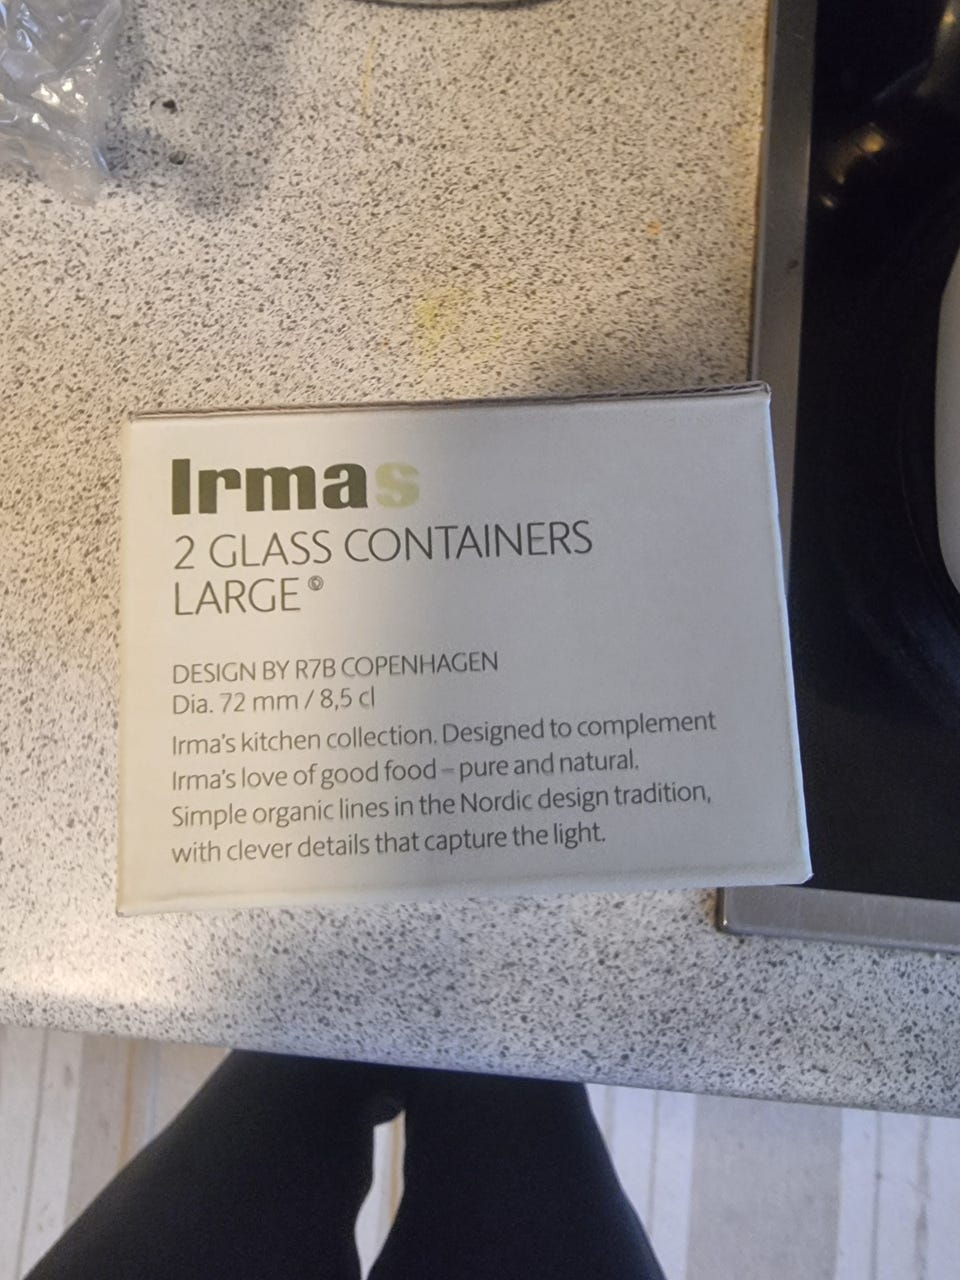 Irmas
2 GLASS CONTAINERS
LARGE©
DESIGN BY R7B COPENHAGEN
Dia. 72 mm / 8,5 cl
Irma's kitchen collection. Designed to complement
Irma's love of good food – pure and natural.
Simple organic lines in the Nordic design tradition,
with clever details that capture the light.